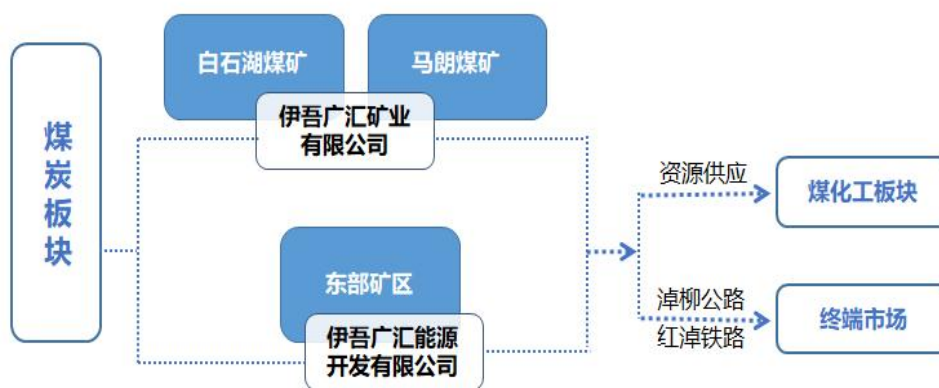 煤炭板块
白石湖煤矿
马朗煤矿
伊吾广汇矿业
有限公司
东部矿区
伊吾广汇能源
开发有限公司
资源供应
煤化工板块
淖柳公路
红淖铁路
终端市场